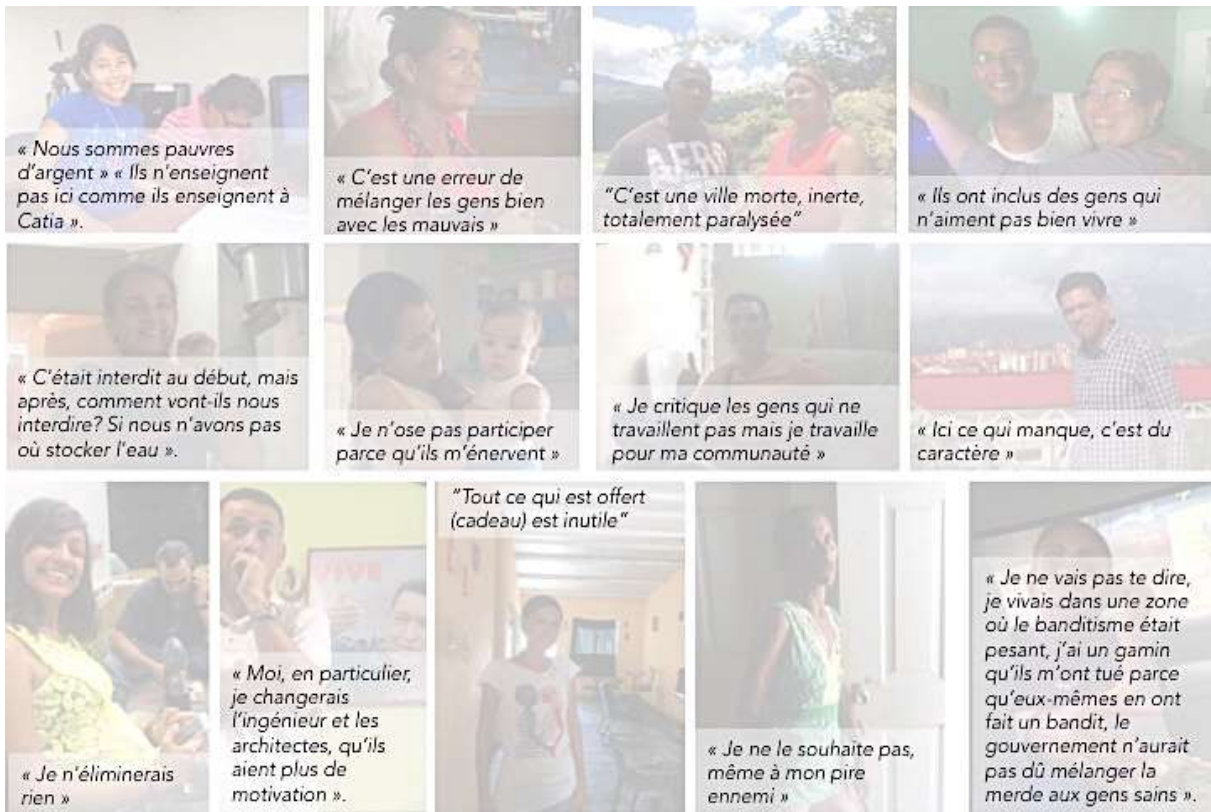 « Nous sommes pauvres
d'argent » « Ils n'enseignent
pas ici comme ils enseignent à
Catia ».
« C'est une erreur de
mélanger les gens bien
avec les mauvais »
"C'est une ville morte, inerte,
totalement paralysée"
« Ils ont inclus des gens qui
n'aiment pas bien vivre »
« C'était interdit au début, mais
après, comment vont-ils nous
interdire? Si nous n'avons pas
où stocker l'eau ».
« Je n'ose pas participer
parce qu'ils m'énervent »
« Je critique les gens qui ne
travaillent pas mais je travaille
pour ma communauté »
« Ici ce qui manque, c'est du
caractère »
« Je n'éliminerais
rien »
VIVE
« Moi, en particulier,
je changerais
l'ingénieur et les
architectes, qu'ils
aient plus de
motivation ».
"Tout ce qui est offert
(cadeau) est inutile"
« Je ne le souhaite pas,
même à mon pire
ennemi »
« Je ne vais pas te dire,
je vivais dans une zone
où le banditisme était
pesant, j'ai un gamin
qu'ils m'ont tué parce
qu'eux-mêmes en ont
fait un bandit, le
gouvernement n'aurait
pas dû mélanger la
merde aux gens sains ».